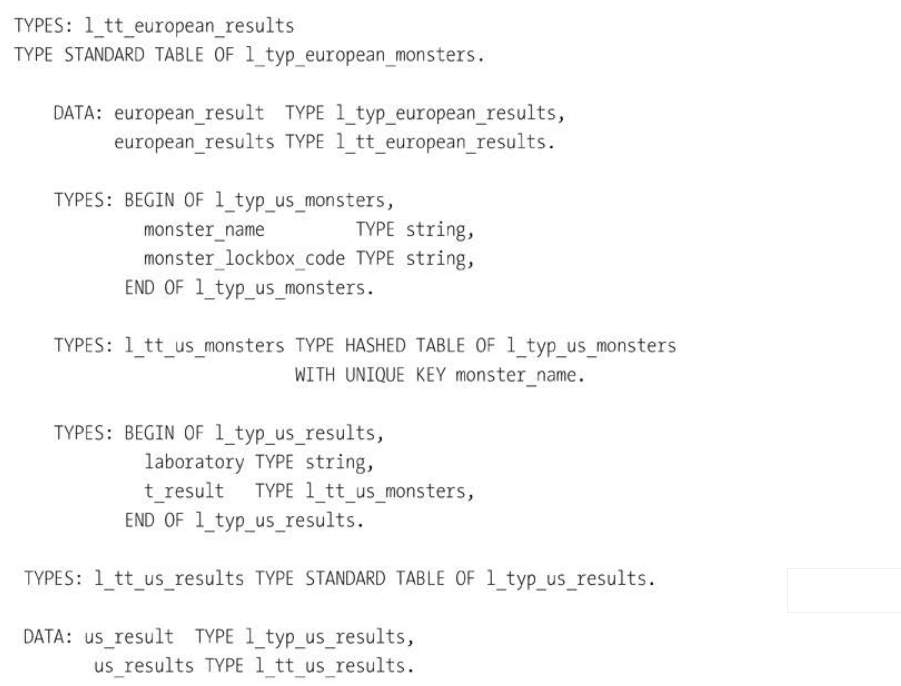 TYPES: l_tt_european_results
TYPE STANDARD TABLE OF l_typ_european_monsters.
DATA: european_result TYPE l_typ_european_results,
european_results TYPE l_tt_european_results.
TYPES: BEGIN OF l_typ_us_monsters,
monster_name TYPE string,
monster_lockbox_code TYPE string,
END OF l_typ_us_monsters.
TYPES: l_tt_us_monsters TYPE HASHED TABLE OF l_typ_us_monsters
WITH UNIQUE KEY monster_name.
TYPES: BEGIN OF l_typ_us_results,
laboratory TYPE string,
t_result TYPE l_tt_us_monsters,
END OF l_typ_us_results.
TYPES: l_tt_us_results TYPE STANDARD TABLE OF l_typ_us_results.
DATA: us_result TYPE l_typ_us_results,
us_results TYPE l_tt_us_results.